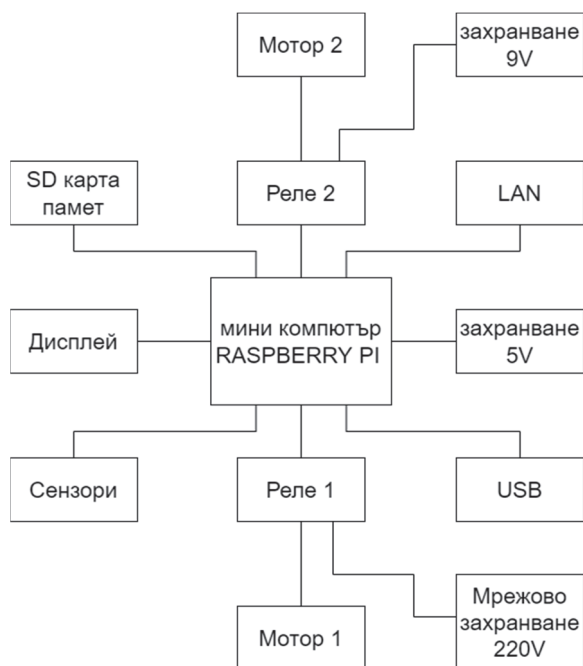 Мотор 2
захранване
9V
SD карта
памет
Реле 2
LAN
Дисплей
мини компютър
RASPBERRY PI
захранване
5V
Сензори
Реле 1
USB
Мотор 1
Мрежово
захранване
220V